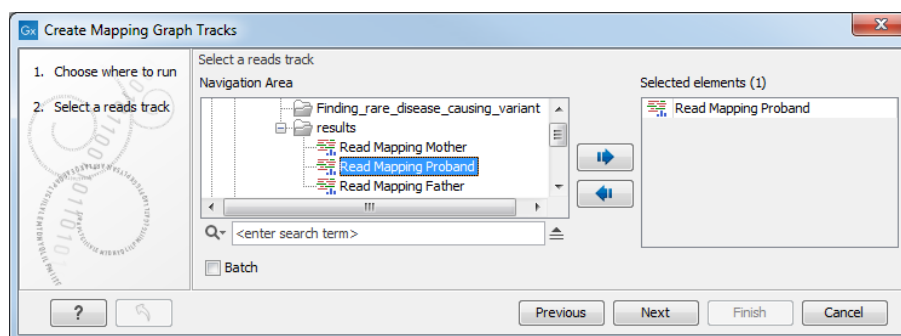 Gx Create Mapping Graph Tracks
1. Choose where to run
2. Select a reads track
Select a reads track
Navigation Area
Finding_rare_disease_causing_variant
results
Read Mapping Mother
Read Mapping Proband
Read Mapping Father
<enter search term>
Batch
Selected elements (1)
Read Mapping Proband
?
Previous
Next
Finish
Cancel